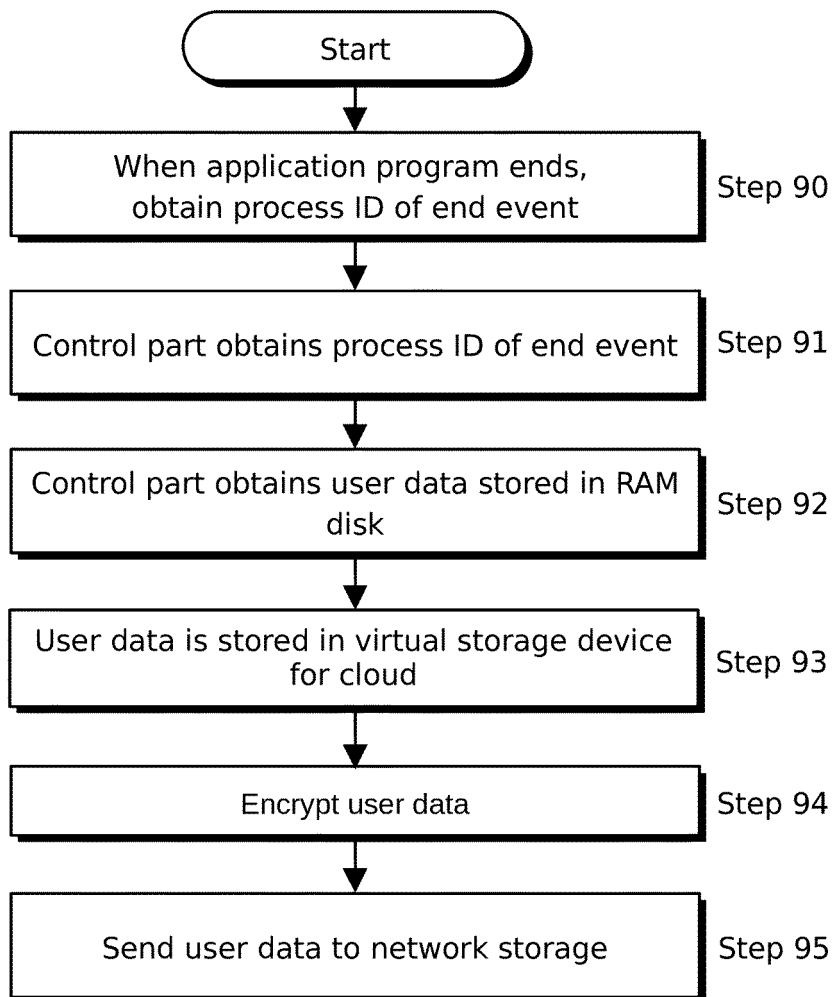 Start
When application program ends,
obtain process ID of end event
Step 90
Control part obtains process ID of end event
Step 91
Control part obtains user data stored in RAM
disk
Step 92
User data is stored in virtual storage device
for cloud
Step 93
Encrypt user data
Step 94
Send user data to network storage
Step 95